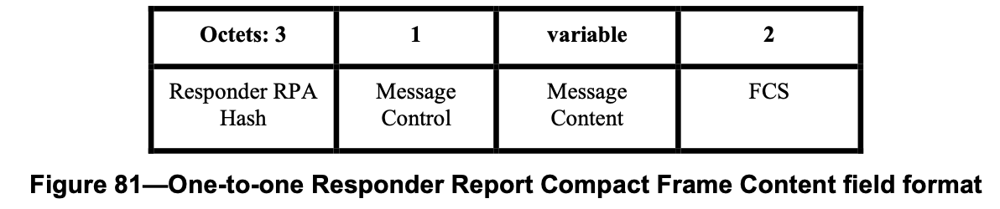 Octets: 3 1 variable 2
Responder RPA Message Message FCS
Hash Control Content
Figure 81—One-to-one Responder Report Compact Frame Content field format